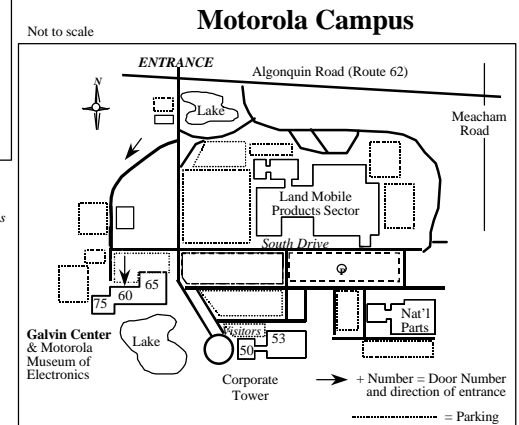 Motorola Campus
Not to scale
ENTRANCE
Algonquin Road (Route 62)
N
Lake
Meacham
Road
s
Land Mobile
Products Sector
South Drive
P
65
60
75
Nat'l
Parts
Visitors
53
50
Galvin Center
& Motorola
Museum of
Electronics
Lake
Corporate
Tower
+ Number = Door Number
and direction of entrance
= Parking